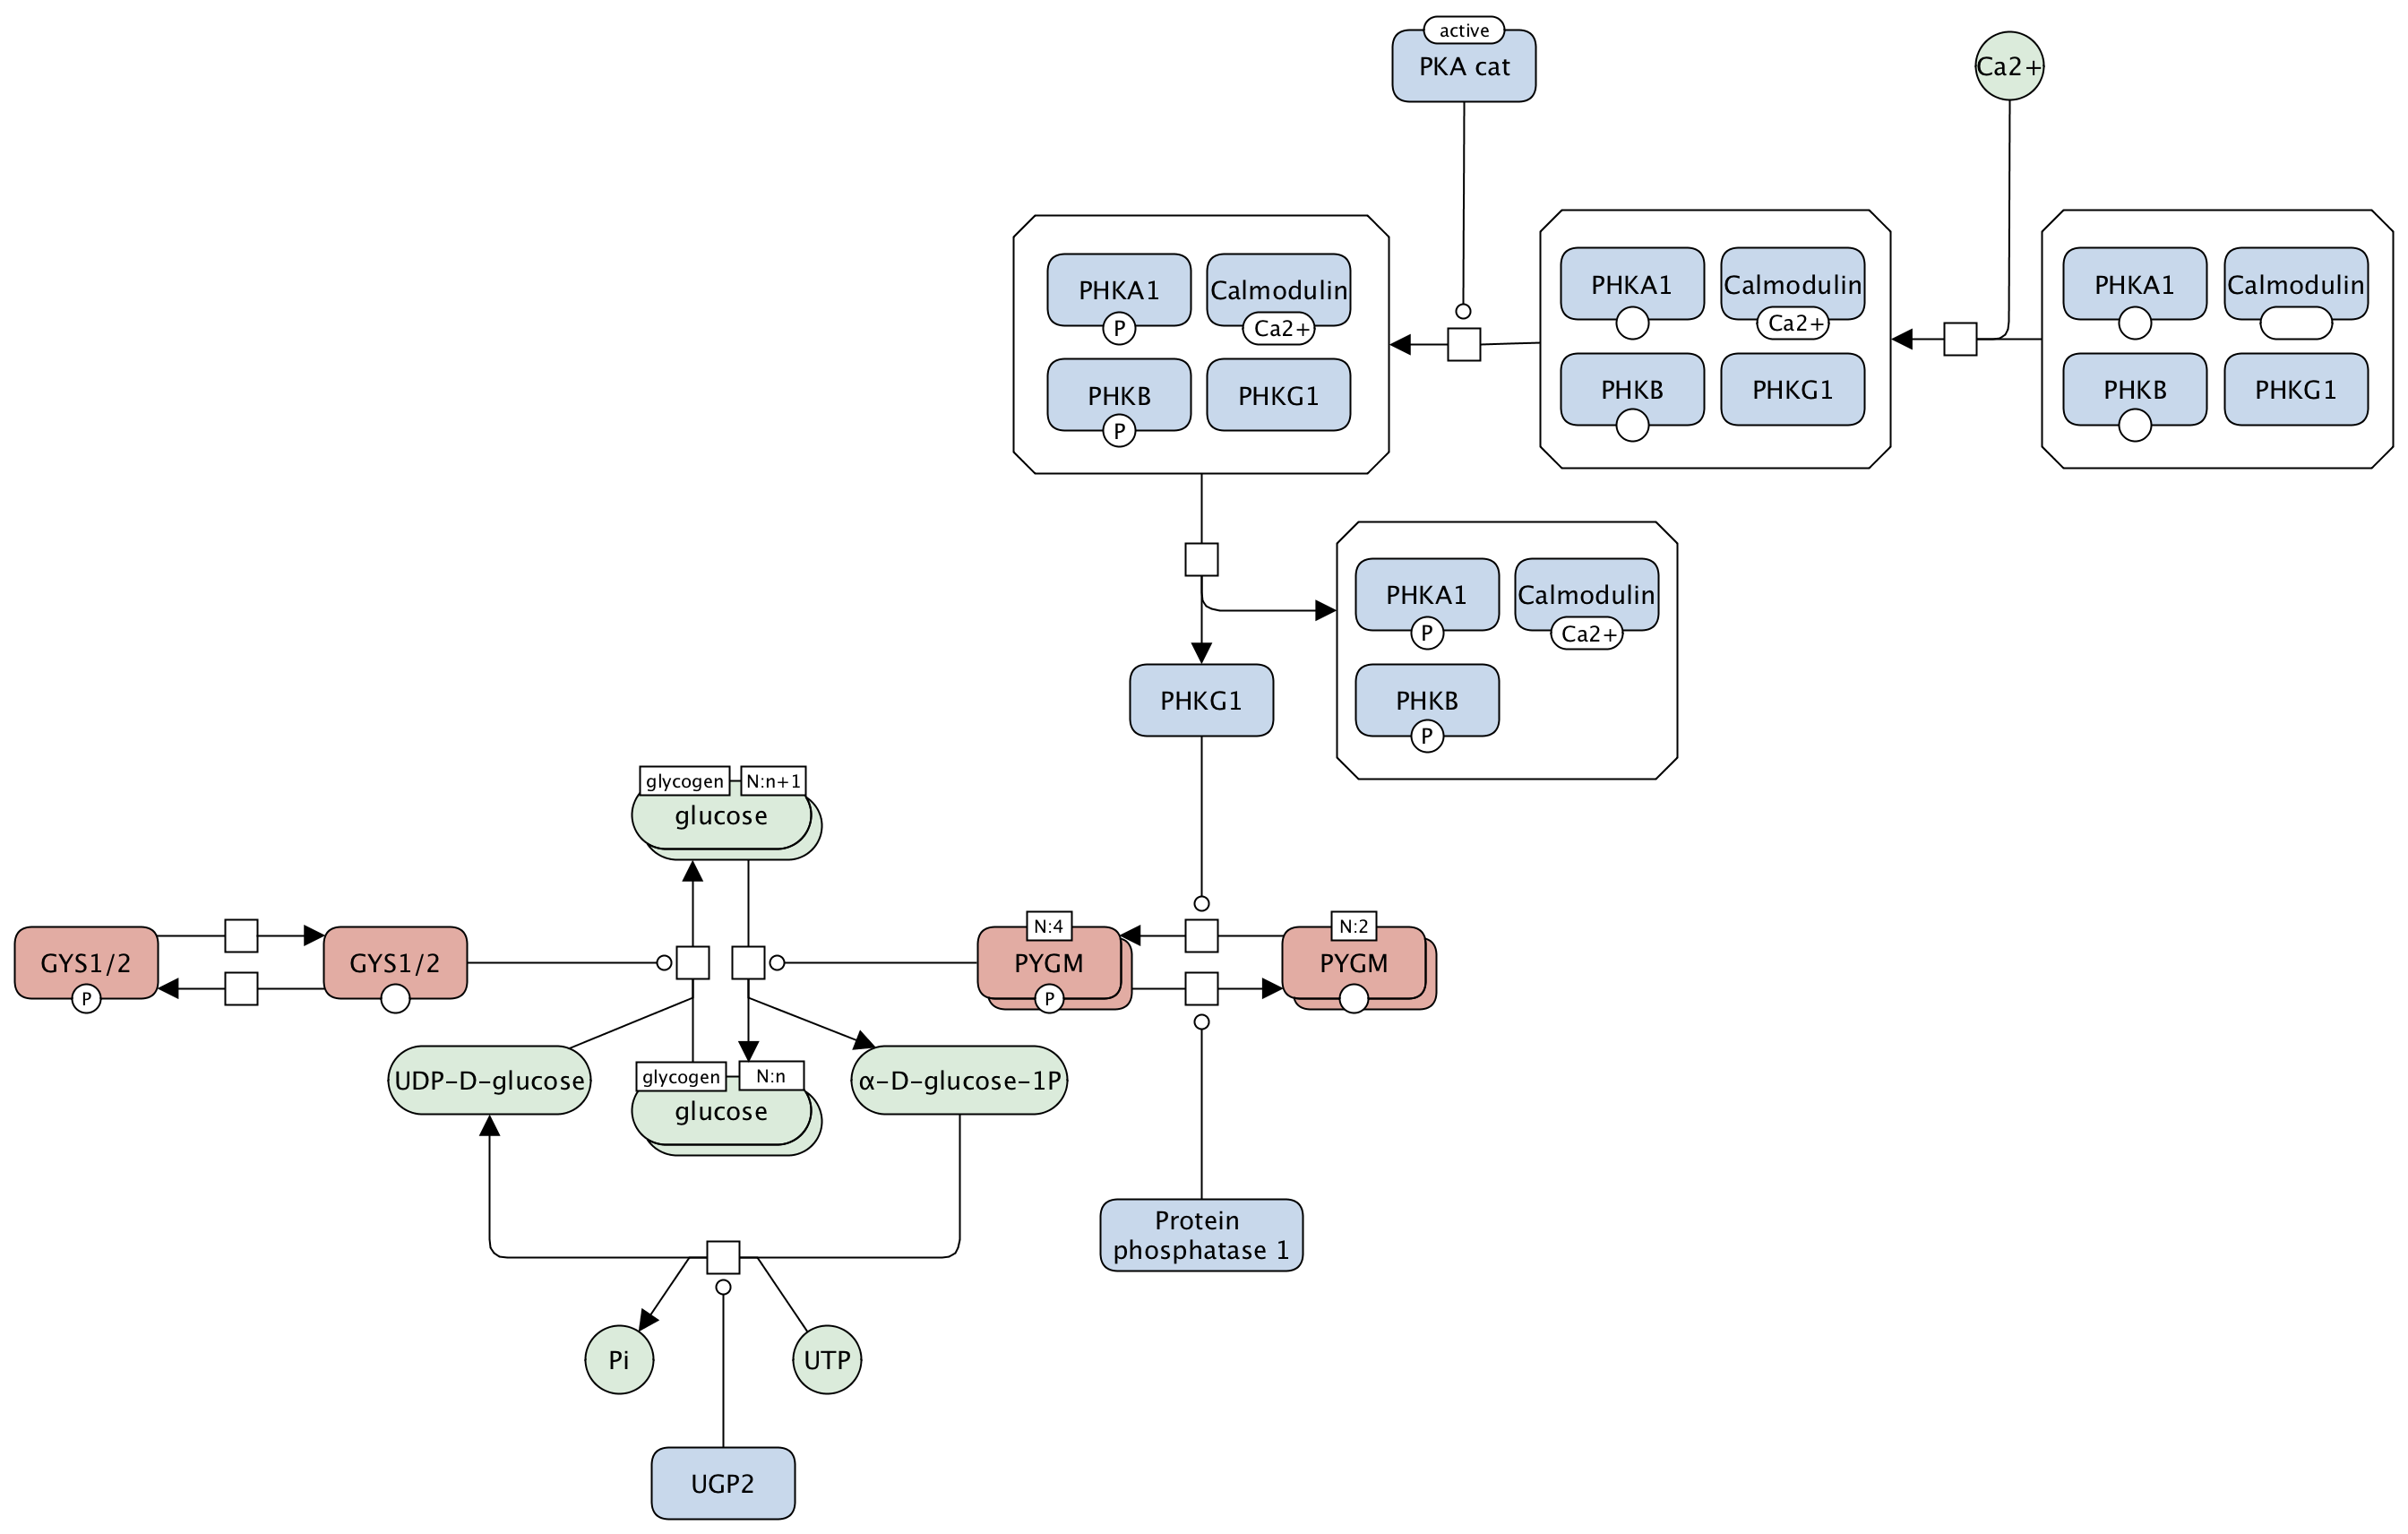 active
PKA cat
Ca2+
PHKA1
P
Calmodulin
Ca2+
PHKB
P
PHKG1
PHKA1
Calmodulin
Ca2+
PHKB
PHKG1
PHKA1
Calmodulin
PHKB
PHKG1
PHKA1
P
Calmodulin
Ca2+
PHKB
P
PHKG1
glycogen
N:n+1
glucose
GYS1/2
P
GYS1/2
N:4
PYGM
P
N:2
PYGM
UDP-D-glucose
glycogen
N:n
glucose
α-D-glucose-1P
Protein
phosphatase 1
Pi
UTP
UGP2